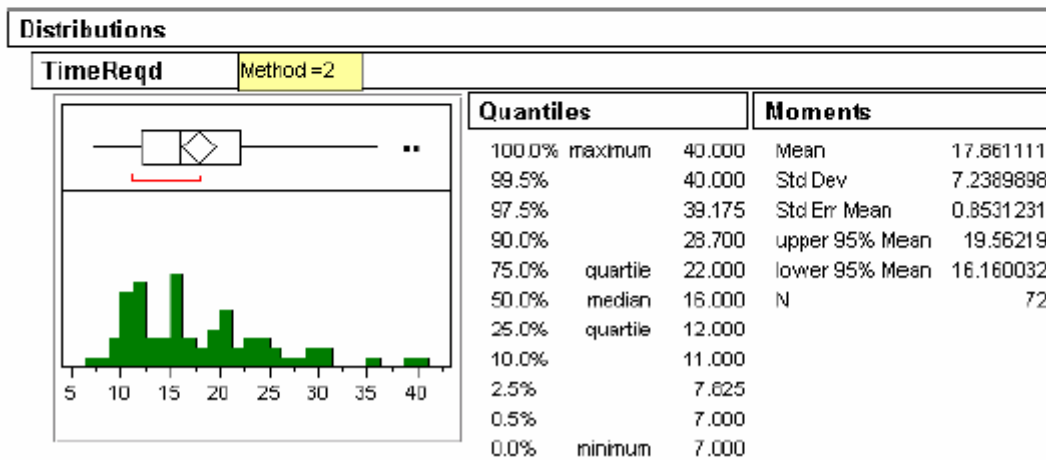 Distributions
TimeReqd Method =2
Quantiles
100.0% maximum 40.000
99.5% 40.000
97.5% 39.175
90.0% 28.700
75.0% quartile 22.000
50.0% median 16.000
25.0% quartile 12.000
10.0% 11.000
2.5% 7.825
0.5% 7.000
0.0% minimum 7.000
Moments
Mean 17.861111
Std Dev 7.2389898
Std Err Mean 0.8531231
upper 95% Mean 19.56219
lower 95% Mean 16.160032
N 72
5 10 15 20 25 30 35 40